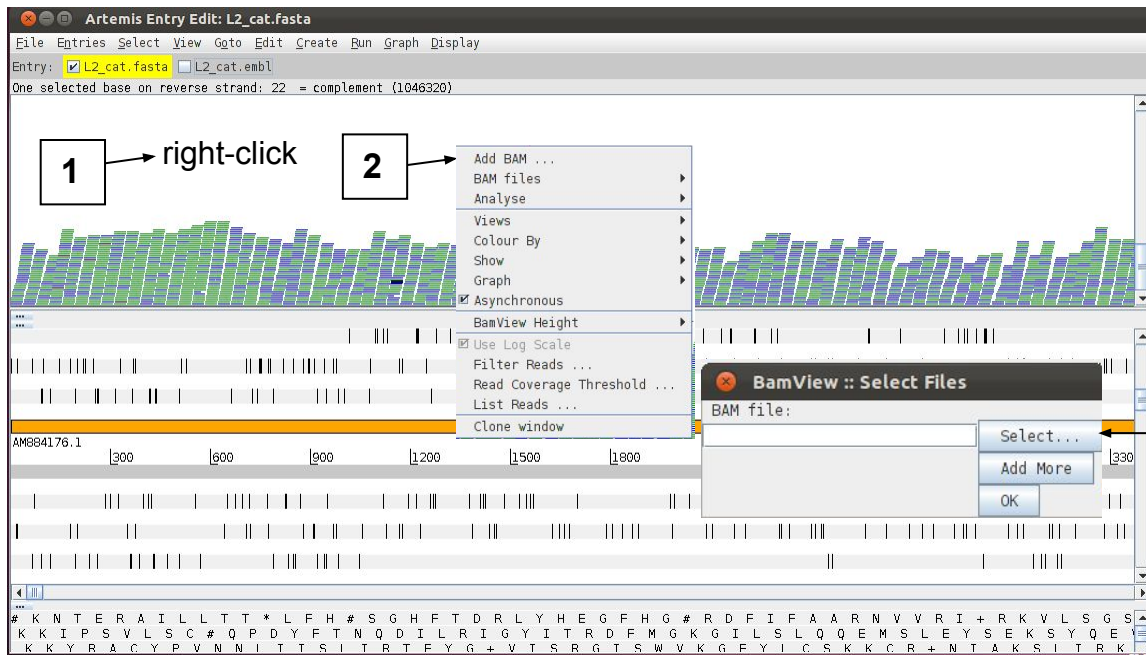 Artemis Entry Edit: L2_cat.fasta
File Entries Select View Goto Edit Create Run Graph Display
Entry: L2_cat.fasta L2_cat.embl
One selected base on reverse strand: 22 = complement (1046320)
1 right-click
2
Add BAM ...
BAM files
Analyse
Views
Colour By
Show
Graph
Asynchronous
BamView Height
Use Log Scale
Filter Reads ...
Read Coverage Threshold ...
List Reads ...
Clone window
BamView :: Select Files
BAM file:
Select...
Add More
OK
AM884176.1
300 600 900 1200 1500 1800 330
# K N T E R A I L L T T * L F H # S G H F T D R L Y H E G F H G # R D F I F A A R N V V R I + R K V L S G S
K K I P S V L S C # Q P D Y F T N Q D I L R I G Y I T R D F M G K G I L S L Q Q E M S L E Y S E K S Y Q E
K K Y R A C Y P V N N L I T S L I R T F Y G + V I S R G I S W V K G F Y L C S K K C R + N I A K S I I R K